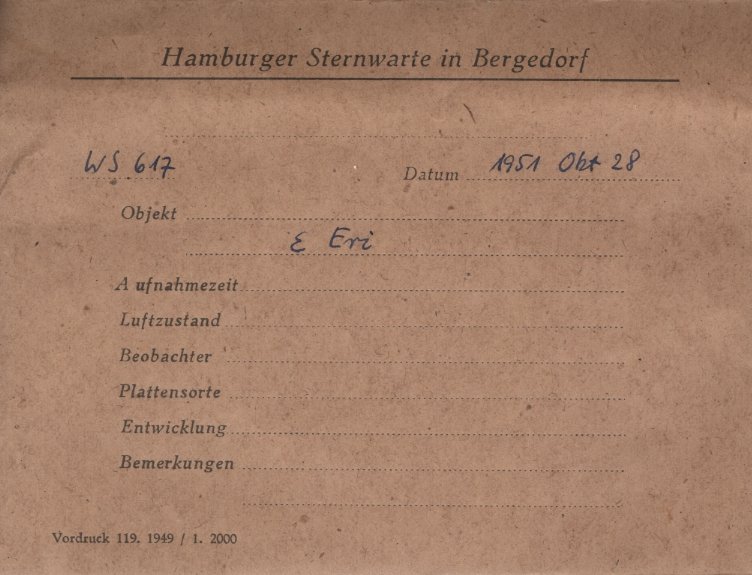 Hamburger Sternwarte in Bergedorf
WS 617 Datum 1951 Okt 28
Objekt
ε Eri
Aufnahmezeit
Luftzustand
Beobachter
Plattensorte
Entwicklung
Bemerkungen
Vordruck 119. 1949 / 1. 2000